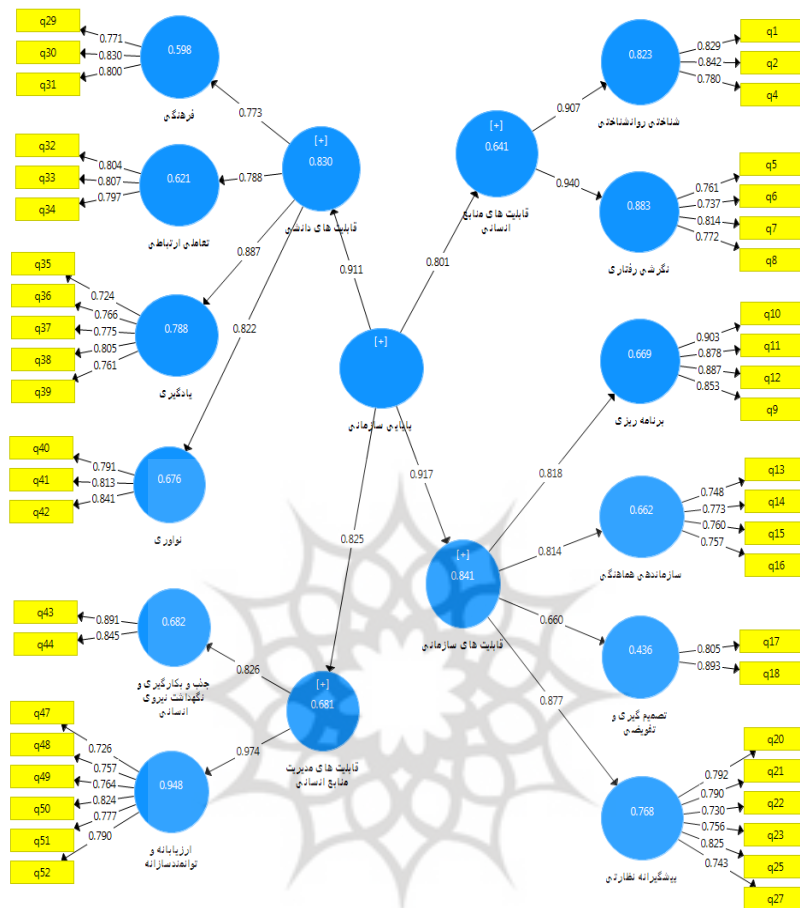 q29
q30
q31
0.771
0.830
0.800
0.598
فرهنگی
0.773
q32
q33
q34
0.804
0.807
0.797
0.621
تعاملی ارتباطی
0.788
[+]
0.830
قابلیت های دانشی
q35
q36
q37
q38
q39
0.724
0.766
0.775
0.805
0.761
0.788
یادگیری
0.887
0.822
q40
q41
q42
0.791
0.813
0.841
0.676
نواوری
0.911
[+]
پایایی سازمانی
0.801
0.917
0.825
q43
q44
0.891
0.845
0.682
جذب و بکارگیری و
نگهداشت نیروی
انسانی
0.826
[+]
0.681
قابلیت های مدیریت
منابع انسانی
0.974
q47
q48
q49
q50
q51
q52
0.726
0.757
0.764
0.824
0.777
0.790
0.948
ارزیابانه و
توانمندسازانه
q1
q2
q4
0.829
0.842
0.780
0.823
شناختی روانشناختی
0.907
[+]
0.641
قابلیت های منابع
انسانی
0.940
q5
q6
q7
q8
0.761
0.737
0.814
0.772
0.883
نگرشی رفتاری
q10
q11
q12
q9
0.903
0.878
0.887
0.853
0.669
برنامه ریزی
0.818
q13
q14
q15
q16
0.748
0.773
0.760
0.757
0.662
سازماندهی هماهنگی
0.814
[+]
0.841
قابلیت های سازمانی
0.660
q17
q18
0.805
0.893
0.436
تصمیم گیری و
تفویضی
0.877
q20
q21
q22
q23
q25
q27
0.792
0.790
0.730
0.756
0.825
0.743
0.768
پیشگیرانه نظارتی